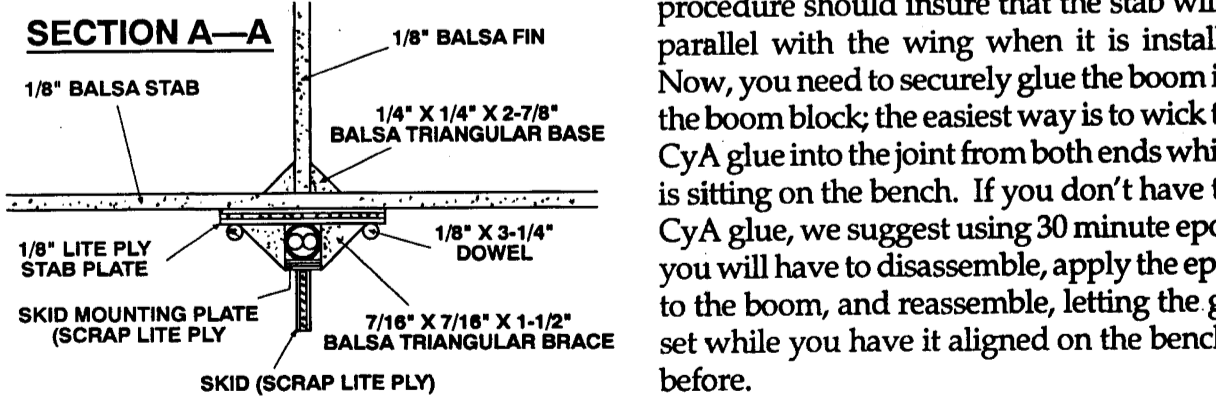 SECTION A—A
1/8" BALSA FIN
1/8" BALSA STAB
1/4" X 1/4" X 2-7/8"
BALSA TRIANGULAR BASE
1/8" LITE PLY
STAB PLATE
1/8" X 3-1/4"
DOWEL
SKID MOUNTING PLATE
(SCRAP LITE PLY
7/16" X 7/16" X 1-1/2"
BALSA TRIANGULAR BRACE
SKID (SCRAP LITE PLY)
procedure should insure that the stab
parallel with the wing when it is
Now, you need to securely glue the boom
the boom block; the easiest way is to wick
CyA glue into the joint from both ends
is sitting on the bench. If you don't have
CyA glue, we suggest using 30 minute
you will have to disassemble, apply the
to the boom, and reassemble, letting the
set while you have it aligned on the
before.